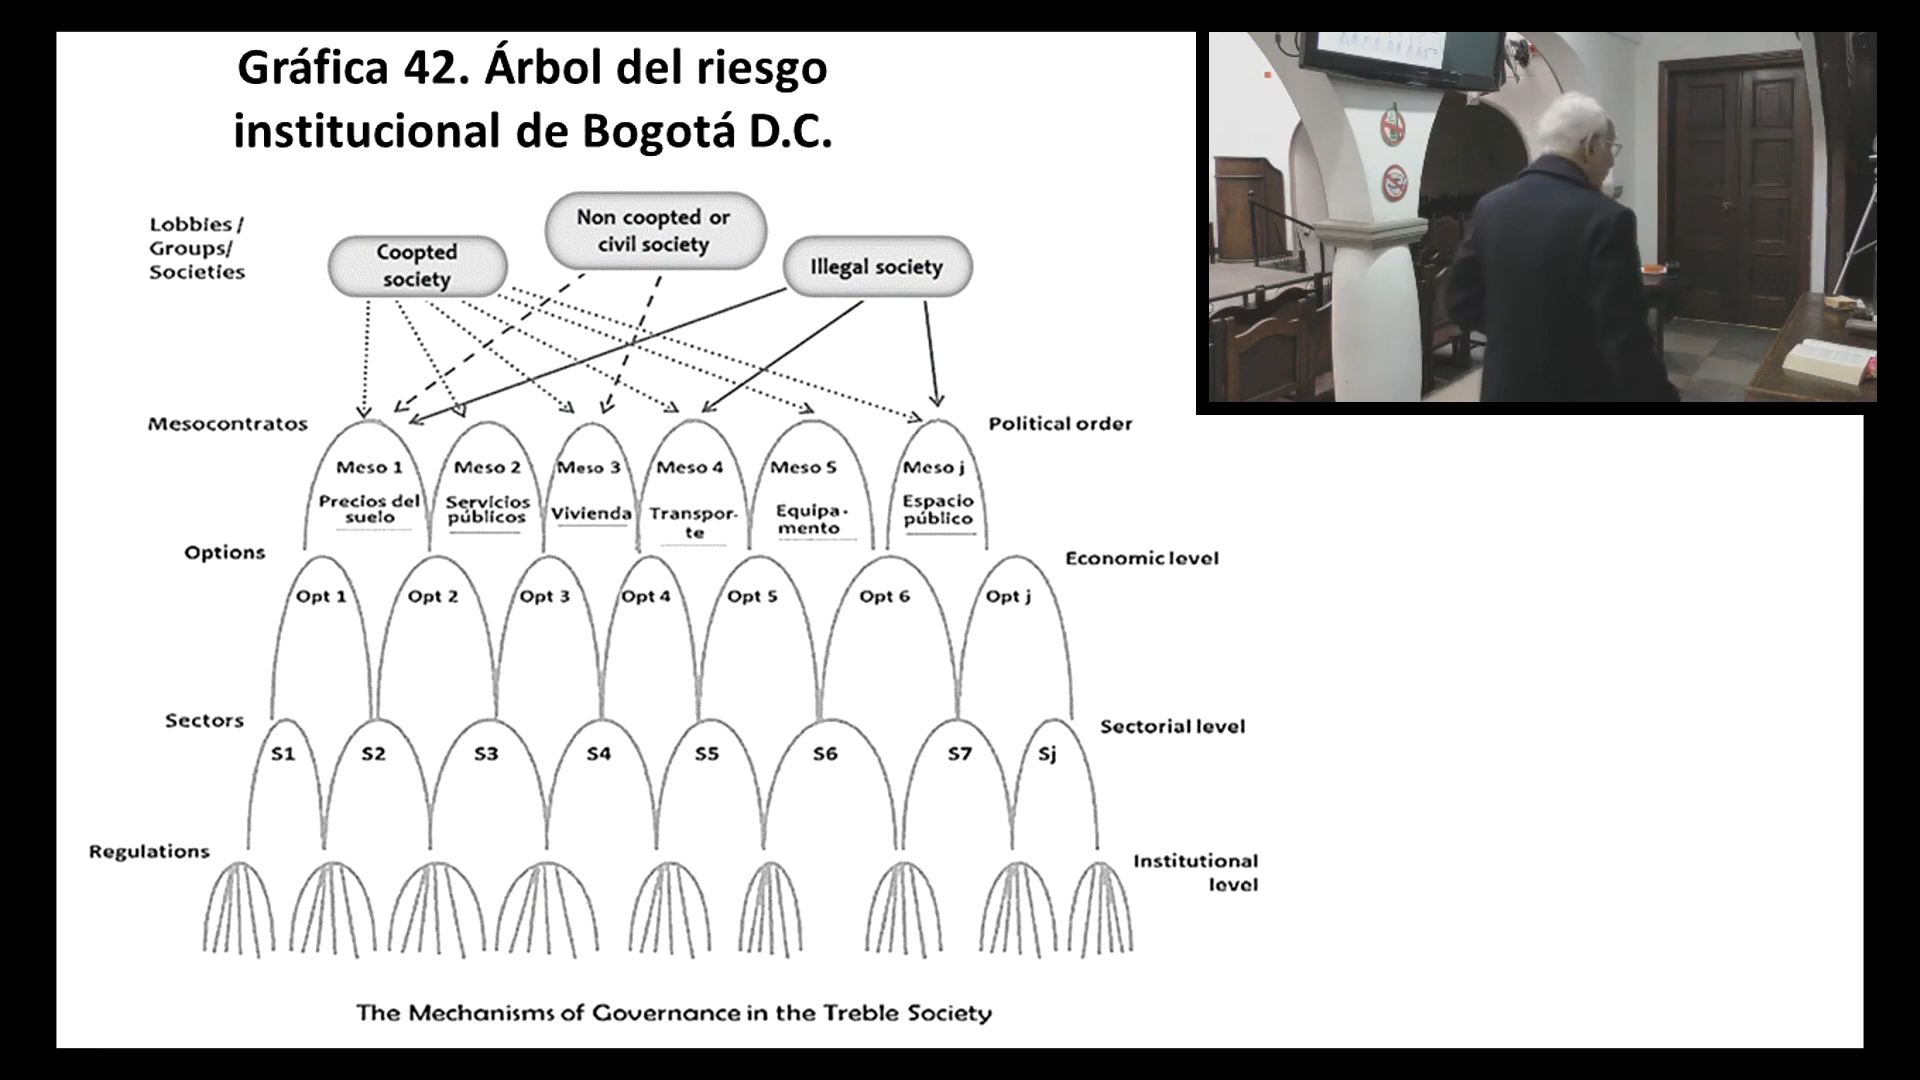 Gráfica 42. Árbol del riesgo
institucional de Bogotá D.C.
Lobbies /
Groups/
Societies
Coopted
society
Non coopted or
civil society
Illegal society
Mesocontratos
Political order
Meso 1
Meso 2
Meso 3
Meso 4
Meso 5
Meso j
Precios del
suelo
Servicios
públicos
Vivienda
Transpor-
te
Equipa-
mento
Espacio
público
Options
Economic level
Opt 1
Opt 2
Opt 3
Opt 4
Opt 5
Opt 6
Opt j
Sectors
Sectorial level
S1
S2
S3
S4
S5
S6
S7
Sj
Regulations
Institutional
level
The Mechanisms of Governance in the Treble Society